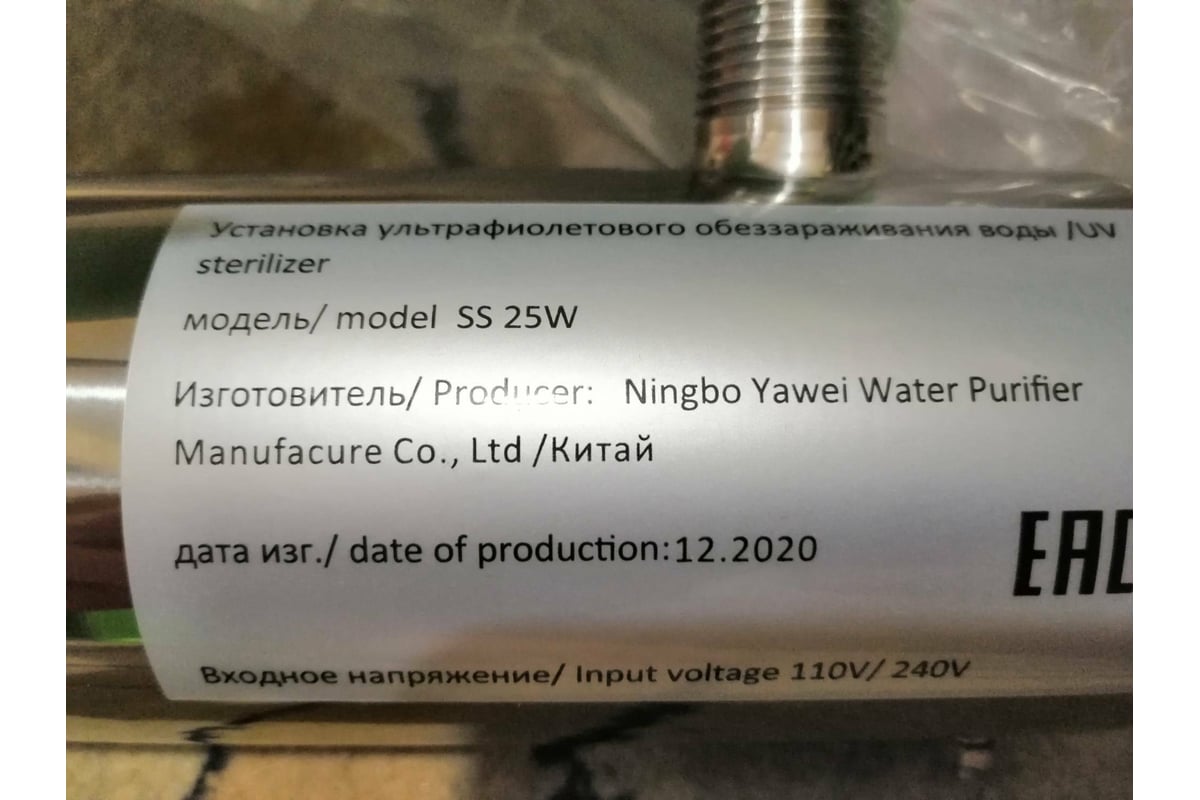 Установка ультрафиолетового обеззараживания воды /UV
sterilizer
модель/ model SS 25W
Изготовитель/ Producer: Ningbo Yawei Water Purifier
Manufacure Co., Ltd /Китай
дата изг./ date of production:12.2020
EAC
Входное напряжение/ Input voltage 110V/ 240V